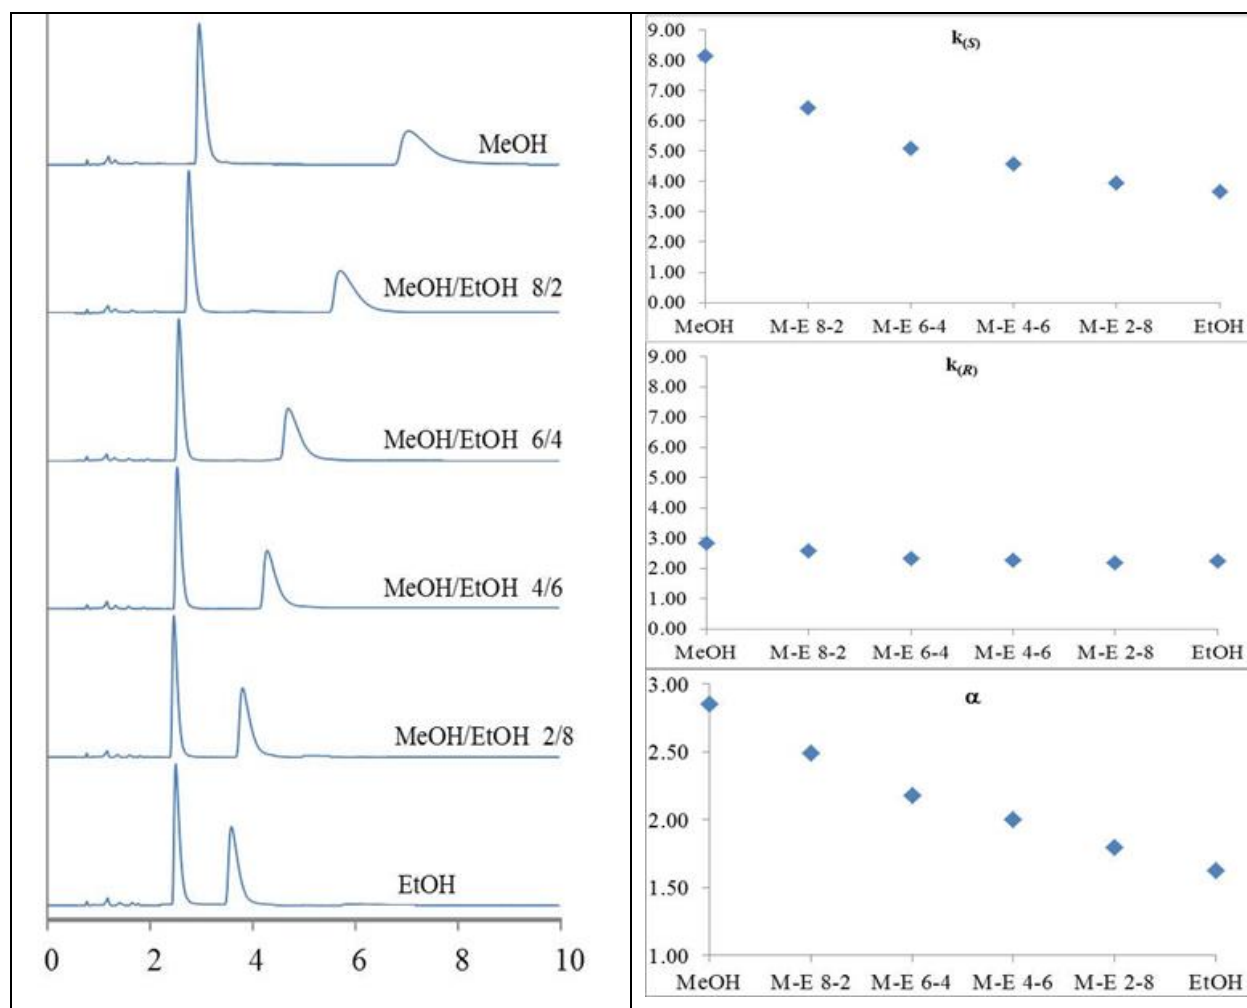 MeOH
MeOH/EtOH 8/2
MeOH/EtOH 6/4
MeOH/EtOH 4/6
MeOH/EtOH 2/8
EtOH
0 2 4 6 8 10
k(S)
9.00
8.00
7.00
6.00
5.00
4.00
3.00
2.00
1.00
0.00
MeOH M-E 8-2 M-E 6-4 M-E 4-6 M-E 2-8 EtOH
k(R)
9.00
8.00
7.00
6.00
5.00
4.00
3.00
2.00
1.00
0.00
MeOH M-E 8-2 M-E 6-4 M-E 4-6 M-E 2-8 EtOH
α
3.00
2.50
2.00
1.50
1.00
MeOH M-E 8-2 M-E 6-4 M-E 4-6 M-E 2-8 EtOH